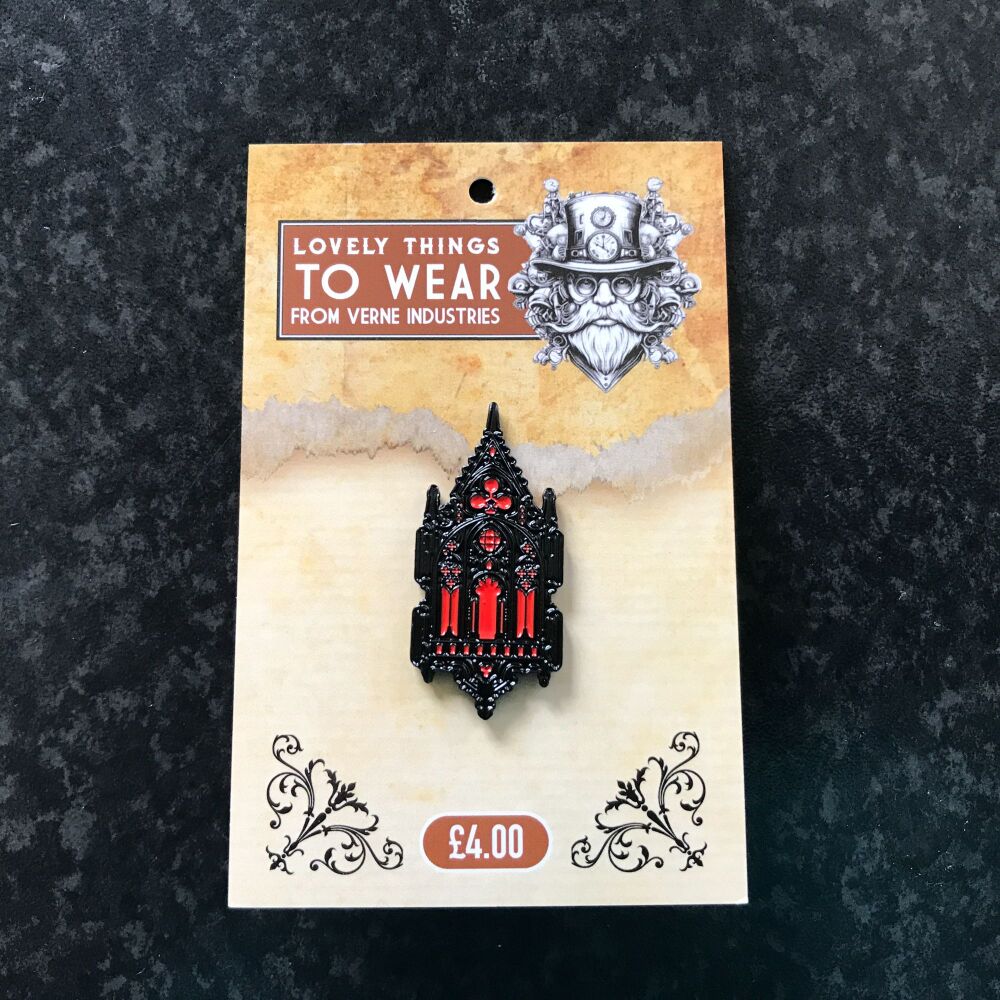 LOVELY THINGS
TO WEAR
FROM VERNE INDUSTRIES
£4.00